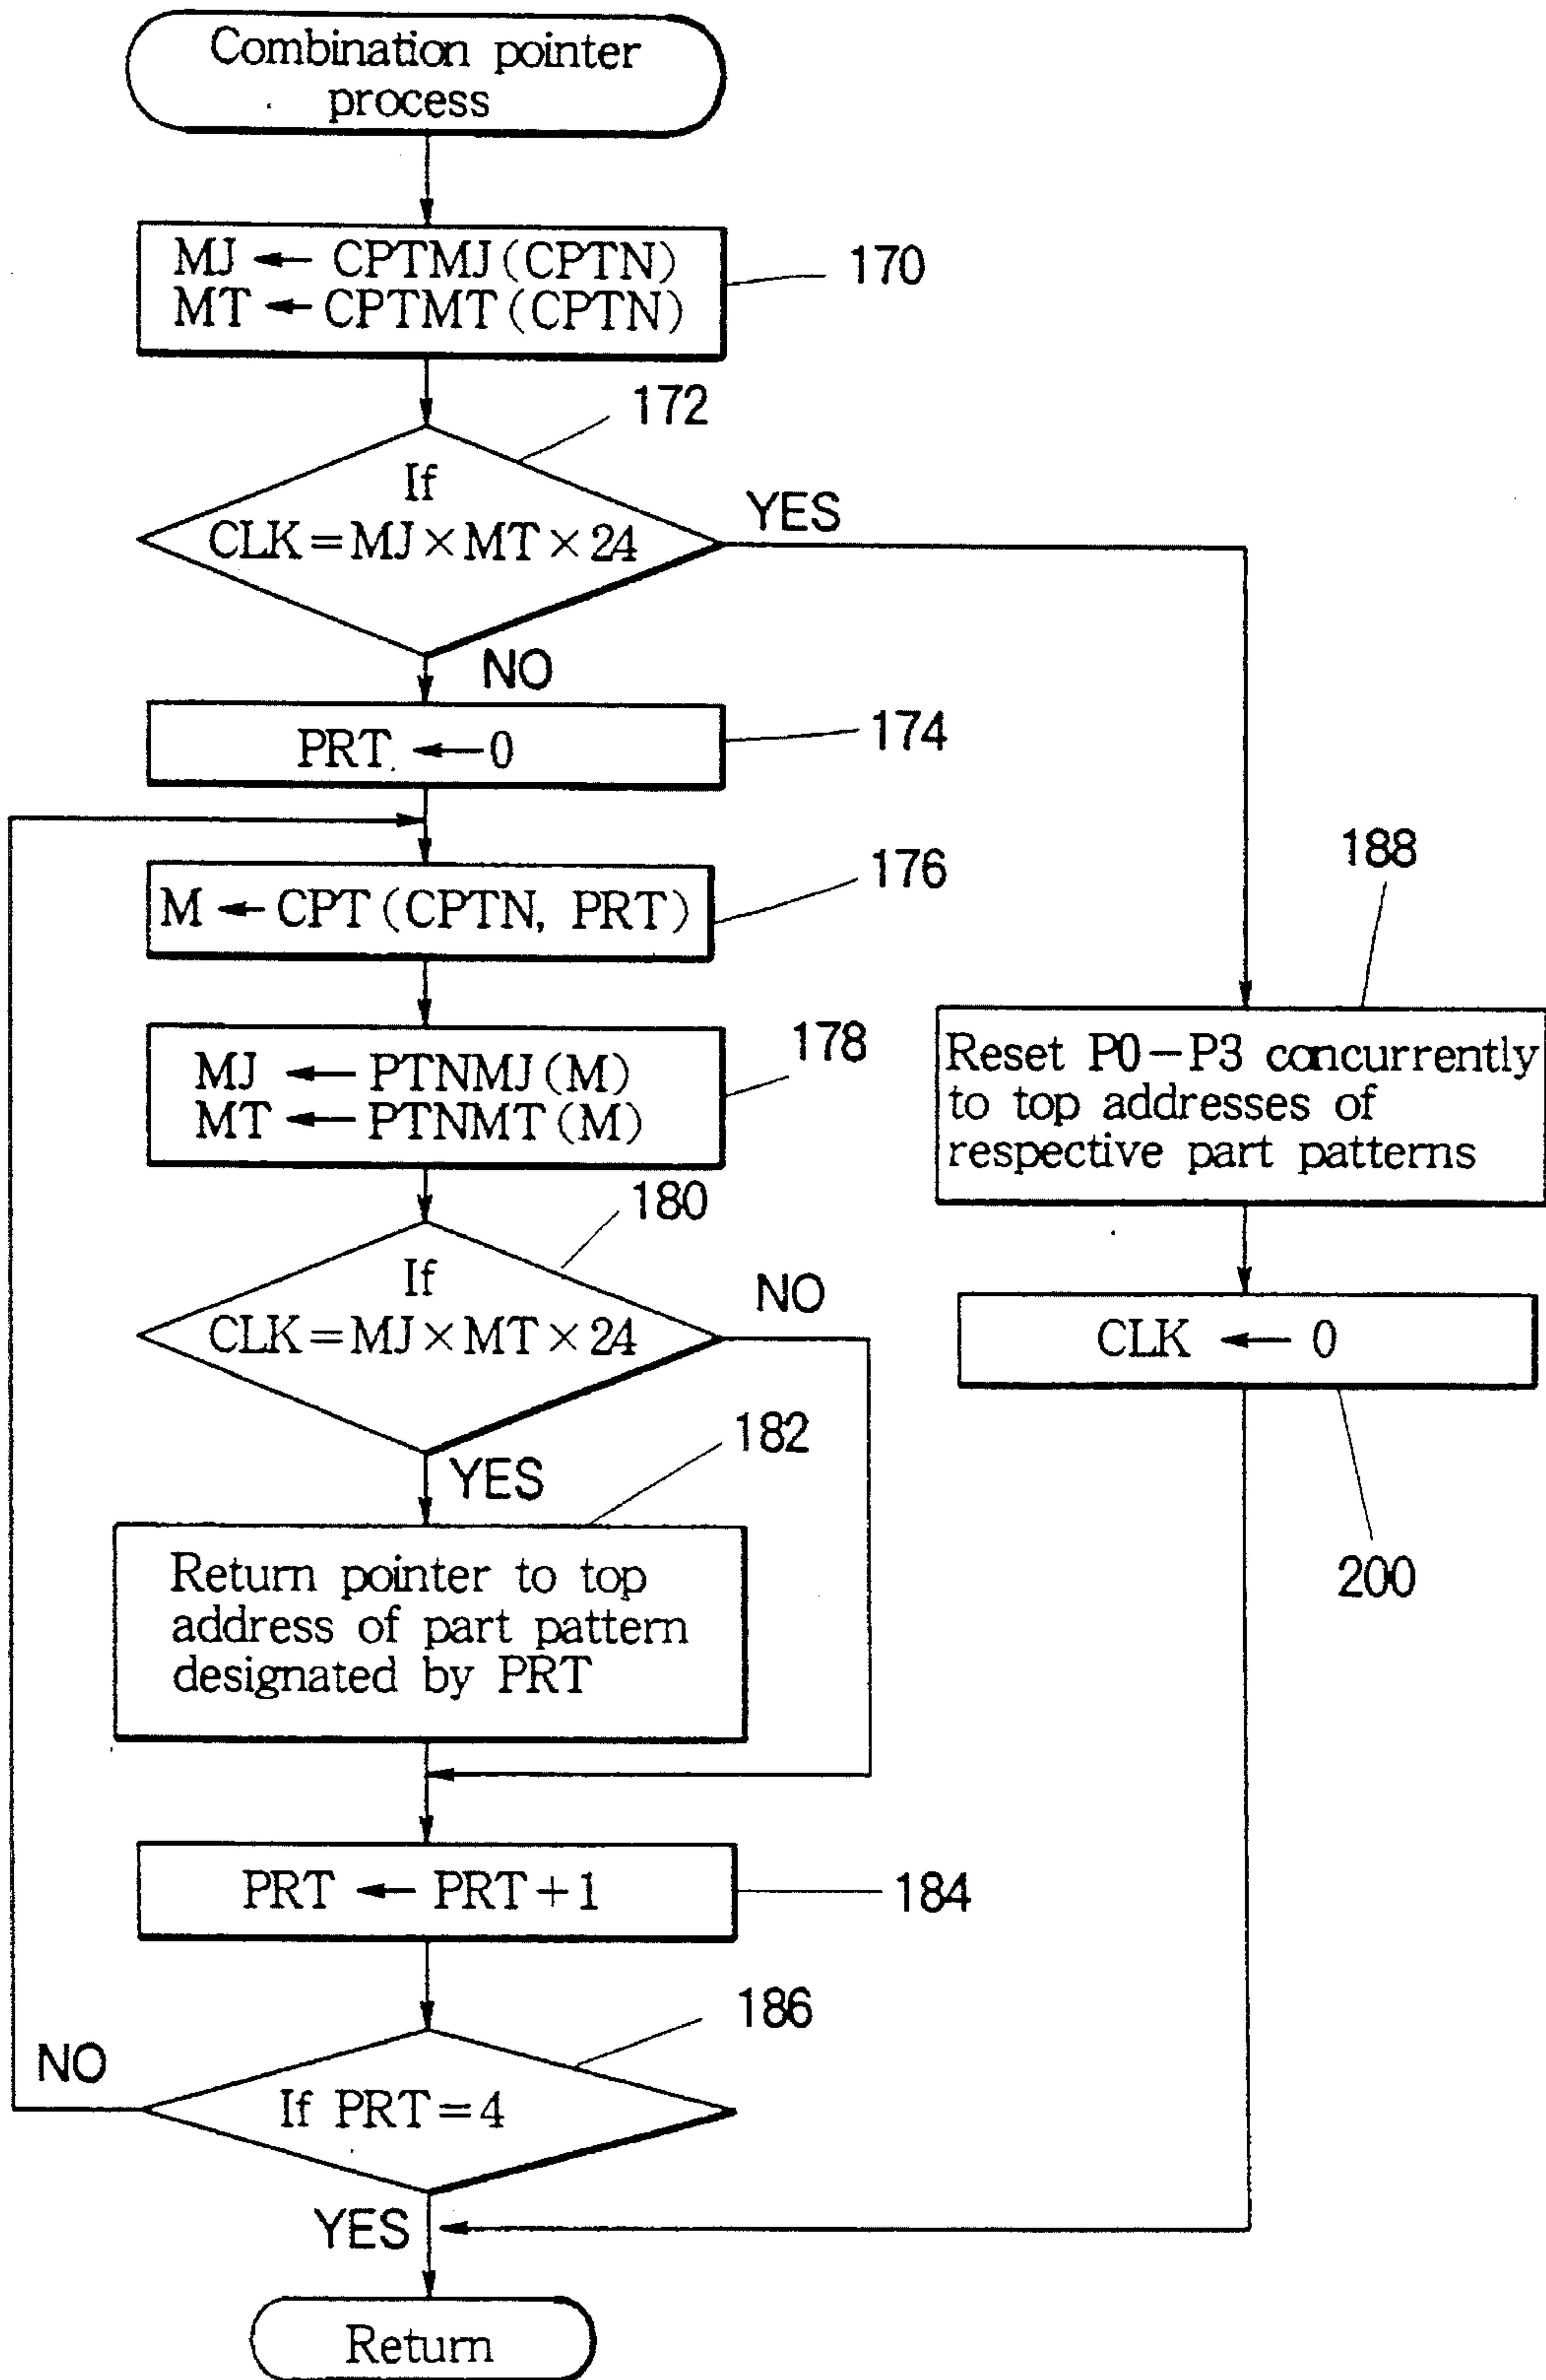 Combination pointer
process
MJ ← CPTMJ(CPTN)
MT ← CPTMT(CPTN)
170
172
If
CLK=MJ×MT×24
YES
NO
PRT ← 0
174
M ← CPT(CPTN, PRT)
176
MJ ← PTNMJ(M)
MT ← PTNMT(M)
178
180
If
CLK=MJ×MT×24
NO
YES
182
Return pointer to top
address of part pattern
designated by PRT
PRT ← PRT+1
184
186
If PRT=4
NO
YES
Return
188
Reset P0-P3 concurrently
to top addresses of
respective part patterns
CLK ← 0
200